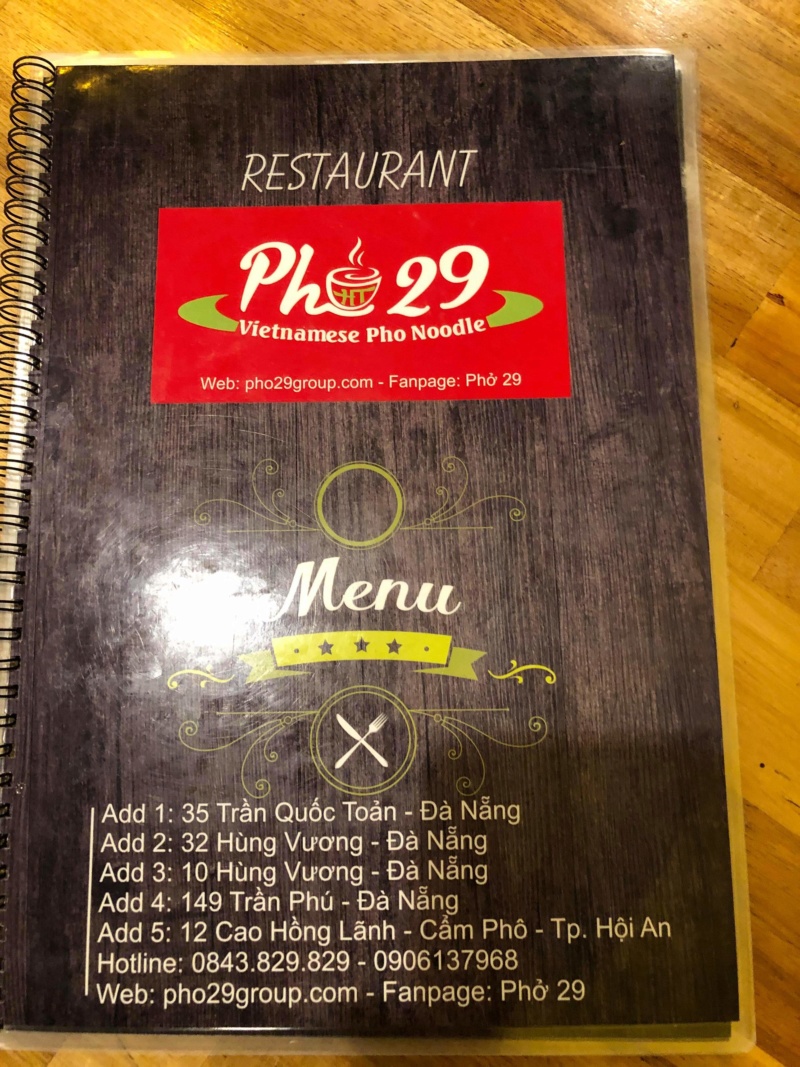 RESTAURANT
Phở 29
HT
Vietnamese Pho Noodle
Web: pho29group.com - Fanpage: Phở 29
Menu
Add 1: 35 Trần Quốc Toản - Đà Nẵng
Add 2: 32 Hùng Vương - Đà Nẵng
Add 3: 10 Hùng Vương - Đà Nẵng
Add 4: 149 Trần Phú - Đà Nẵng
Add 5: 12 Cao Hồng Lãnh - Cẩm Phô - Tp. Hội An
Hotline: 0843.829.829 - 0906137968
Web: pho29group.com - Fanpage: Phở 29